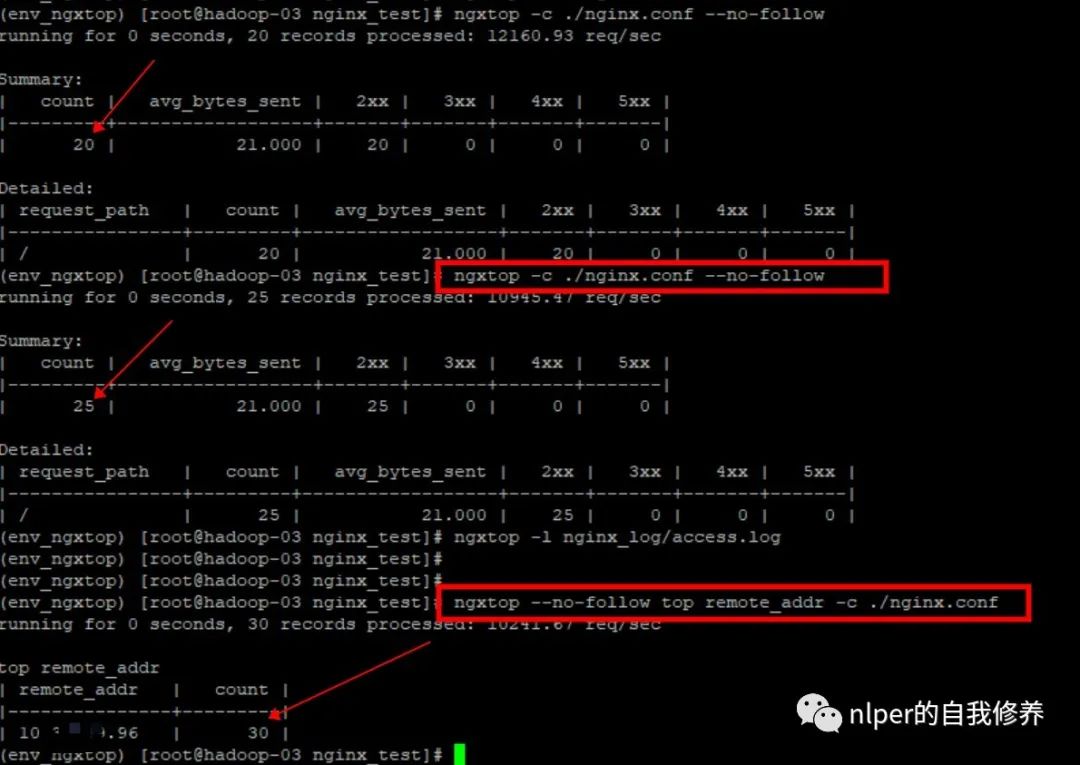 (env_ngxtop) [root@hadoop-03 nginx_test]# ngxtop -c ./nginx.conf --no-follow
running for 0 seconds, 20 records processed: 12160.93 req/sec
Summary:
| count | avg_bytes_sent | 2xx | 3xx | 4xx | 5xx |
|---------+------------------+-------+-------+-------+-------|
| 20 | 21.000 | 20 | 0 | 0 | 0 |
Detailed:
| request_path | count | avg_bytes_sent | 2xx | 3xx | 4xx | 5xx |
|----------------+---------+------------------+-------+-------+-------+-------|
| / | 20 | 21.000 | 20 | 0 | 0 | 0 |
(env_ngxtop) [root@hadoop-03 nginx_test]# ngxtop -c ./nginx.conf --no-follow
running for 0 seconds, 25 records processed: 10945.47 req/sec
Summary:
| count | avg_bytes_sent | 2xx | 3xx | 4xx | 5xx |
|---------+------------------+-------+-------+-------+-------|
| 25 | 21.000 | 25 | 0 | 0 | 0 |
Detailed:
| request_path | count | avg_bytes_sent | 2xx | 3xx | 4xx | 5xx |
|----------------+---------+------------------+-------+-------+-------+-------|
| / | 25 | 21.000 | 25 | 0 | 0 | 0 |
(env_ngxtop) [root@hadoop-03 nginx_test]# ngxtop -l nginx_log/access.log
(env_ngxtop) [root@hadoop-03 nginx_test]#
(env_ngxtop) [root@hadoop-03 nginx_test]#
(env_ngxtop) [root@hadoop-03 nginx_test]# ngxtop --no-follow top remote_addr -c ./nginx.conf
running for 0 seconds, 30 records processed: 10241.67 req/sec
top remote_addr
| remote_addr | count |
|---------------+---------|
| 10 .96 | 30 |
(env_ngxtop) [root@hadoop-03 nginx_test]#
nlper的自我修养